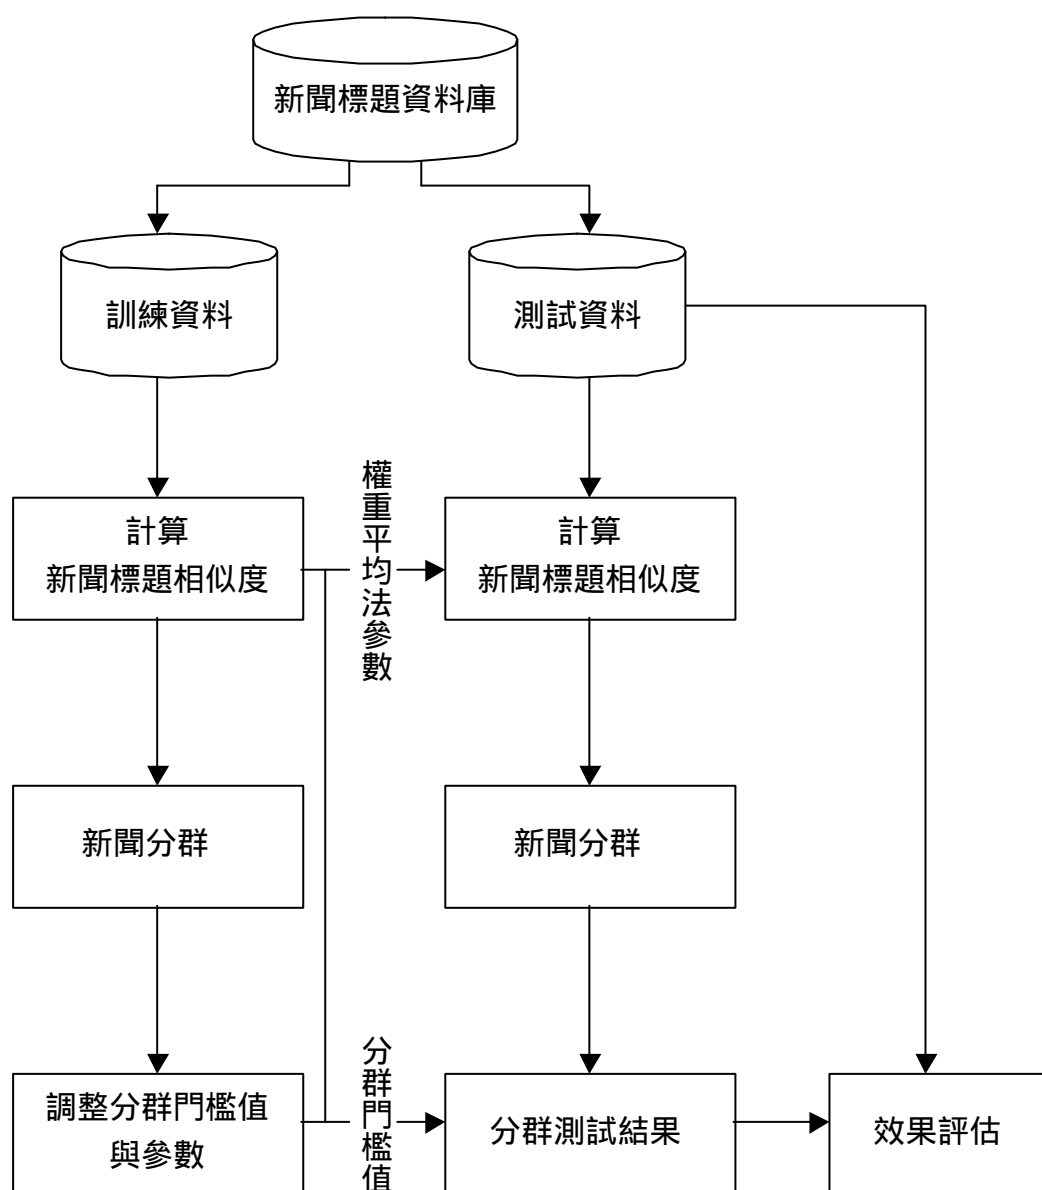 新聞標題資料庫
訓練資料
測試資料
計算
新聞標題相似度
權重平均法參數
計算
新聞標題相似度
新聞分群
新聞分群
調整分群門檻值
與參數
分群門檻值
分群測試結果
效果評估